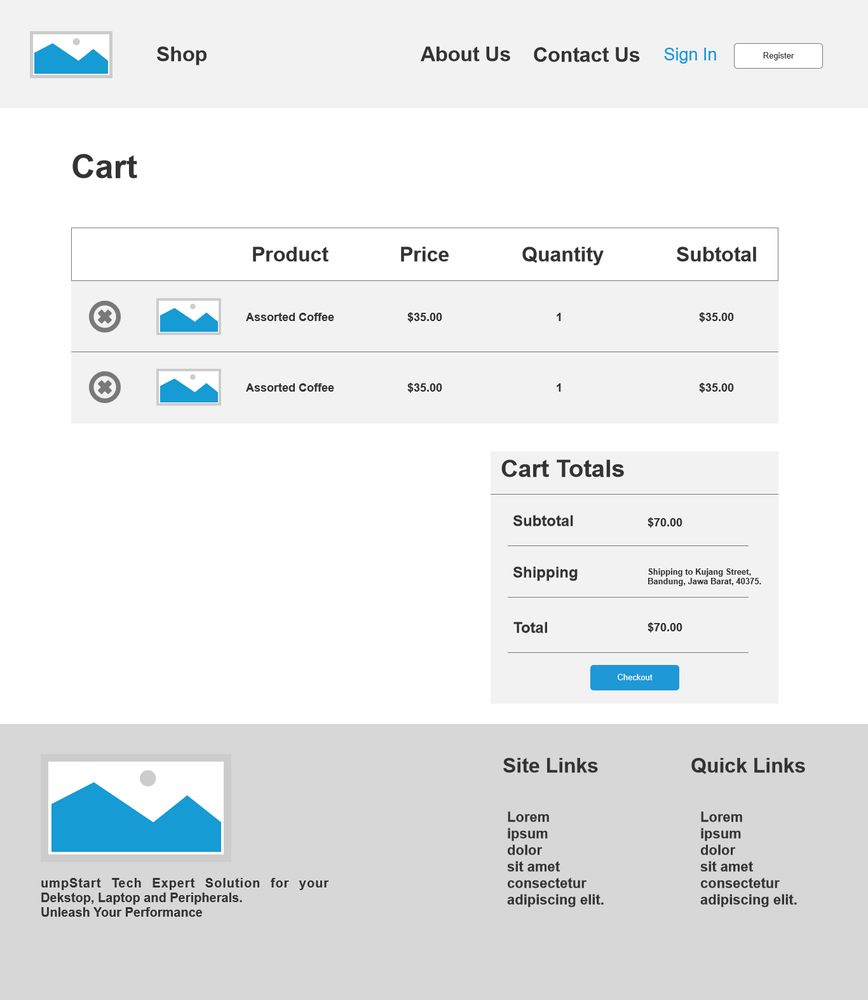 Shop
About Us
Contact Us
Sign In
Register
Cart
Product
Price
Quantity
Subtotal
Assorted Coffee
$35.00
1
$35.00
Assorted Coffee
$35.00
1
$35.00
Cart Totals
Subtotal
$70.00
Shipping
Shipping to Kujang Street,
Bandung, Jawa Barat, 40375.
Total
$70.00
Checkout
umpStart Tech Expert Solution for your
Dekstop, Laptop and Peripherals.
Unleash Your Performance
Site Links
Lorem
ipsum
dolor
sit amet
consectetur
adipiscing elit.
Quick Links
Lorem
ipsum
dolor
sit amet
consectetur
adipiscing elit.